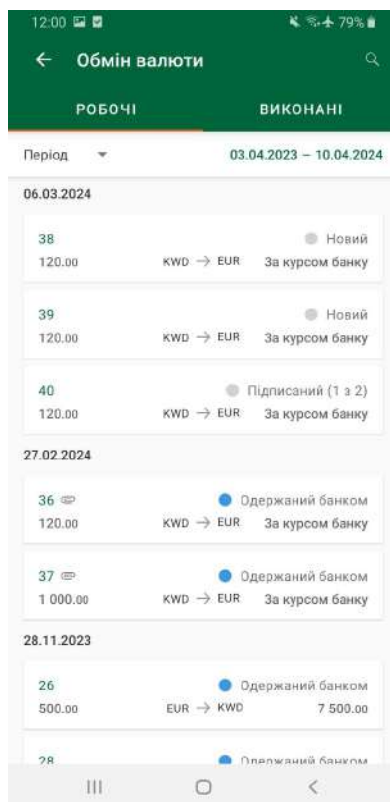 12:00 79%
Обмін валюти
РОБОЧІ ВИКОНАНІ
Період 03.04.2023 – 10.04.2024
06.03.2024
38 Новий
120.00 KWD → EUR За курсом банку
39 Новий
120.00 KWD → EUR За курсом банку
40 Підписаний (1 з 2)
120.00 KWD → EUR За курсом банку
27.02.2024
36 Одержаний банком
120.00 KWD → EUR За курсом банку
37 Одержаний банком
1 000.00 KWD → EUR За курсом банку
28.11.2023
26 Одержаний банком
500.00 EUR → KWD 7 500.00
28 Одержаний банком